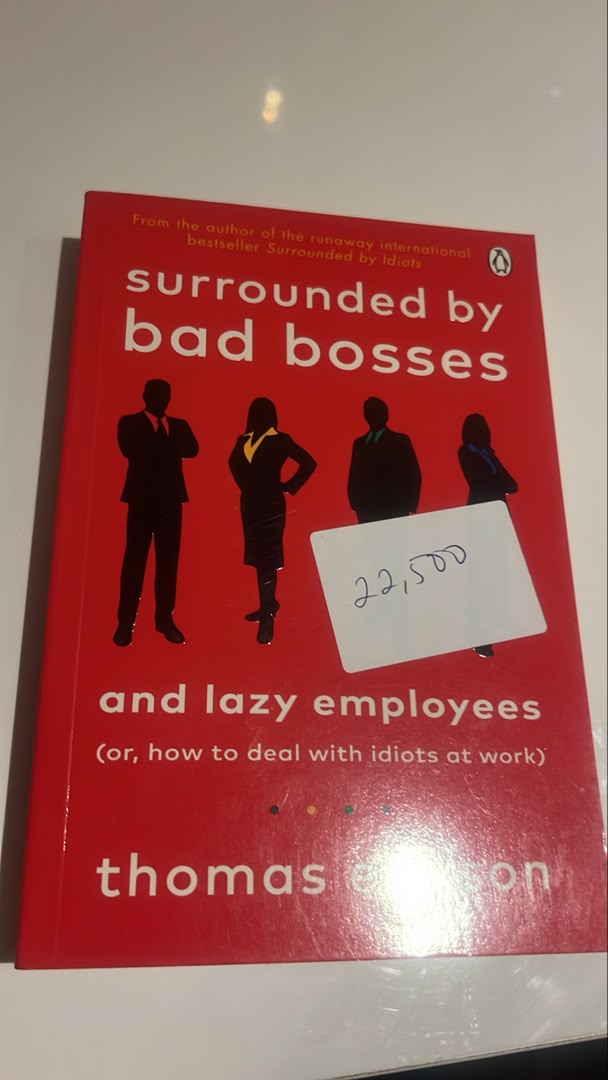 From the author of the runaway international
bestseller Surrounded by Idiots
surrounded by
bad bosses
22,500
and lazy employees
(or, how to deal with idiots at work)
thomas